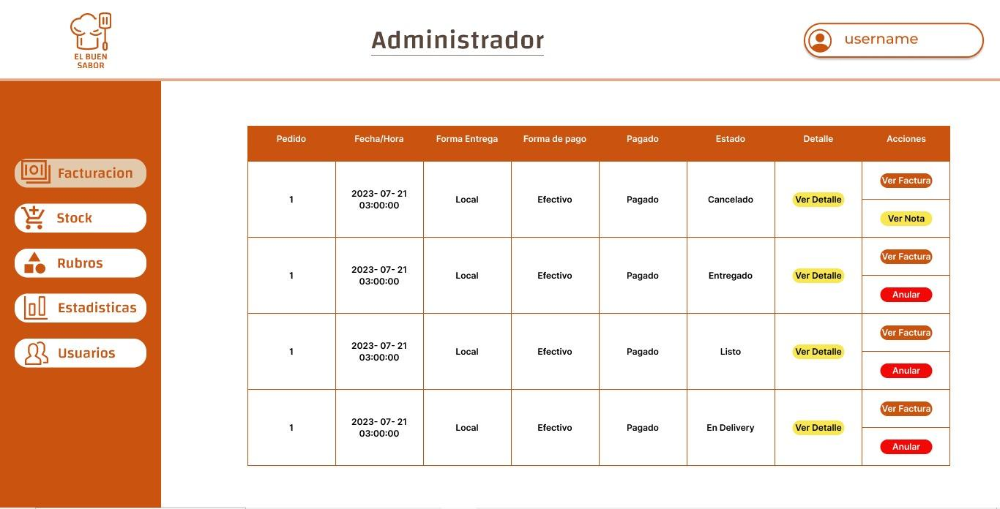 EL BUEN
SABOR
Administrador
username
Facturacion
Stock
Rubros
Estadisticas
Usuarios
Pedido Fecha/Hora Forma Entrega Forma de pago Pagado Estado Detalle Acciones
1 2023- 07- 21 03:00:00 Local Efectivo Pagado Cancelado Ver Detalle Ver Factura
Ver Nota
1 2023- 07- 21 03:00:00 Local Efectivo Pagado Entregado Ver Detalle Ver Factura
Anular
1 2023- 07- 21 03:00:00 Local Efectivo Pagado Listo Ver Detalle Ver Factura
Anular
1 2023- 07- 21 03:00:00 Local Efectivo Pagado En Delivery Ver Detalle Ver Factura
Anular